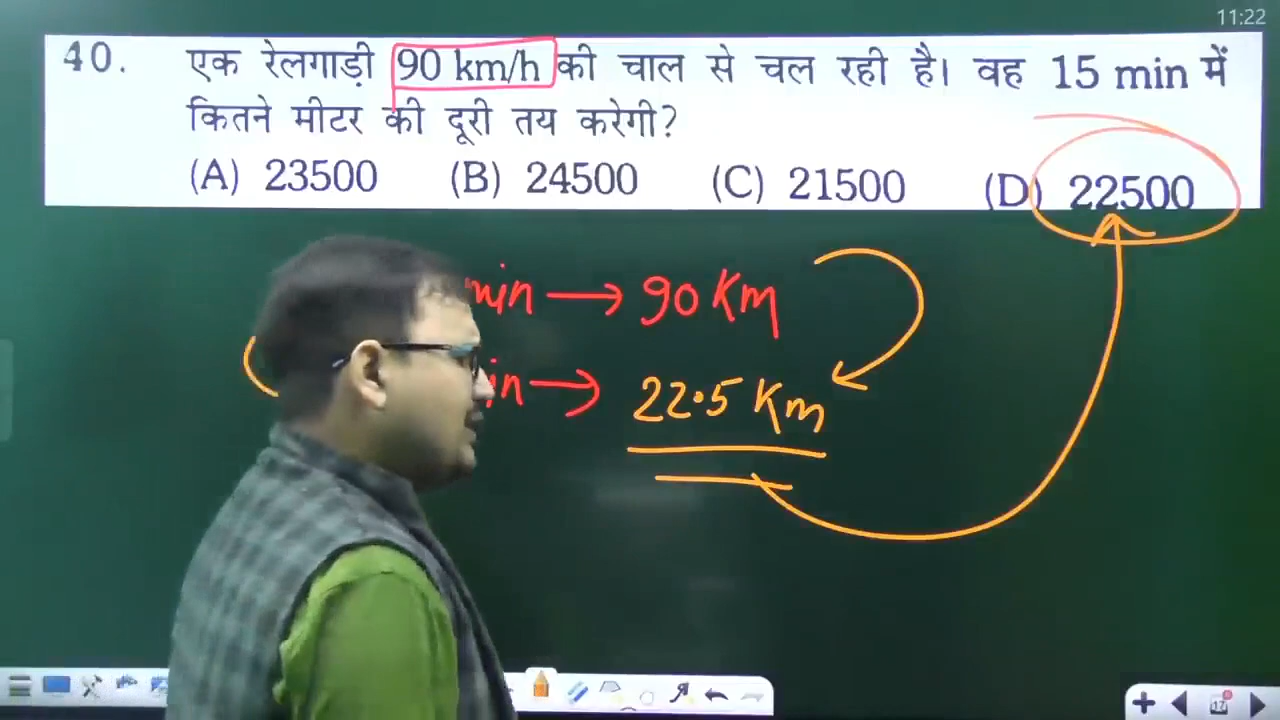 11:22
40. एक रेलगाड़ी 90 km/h की चाल से चल रही है। वह 15 min में
कितने मीटर की दूरी तय करेगी?
(A) 23500 (B) 24500 (C) 21500 (D) 22500
min → 90 Km
in → 22.5 Km
17